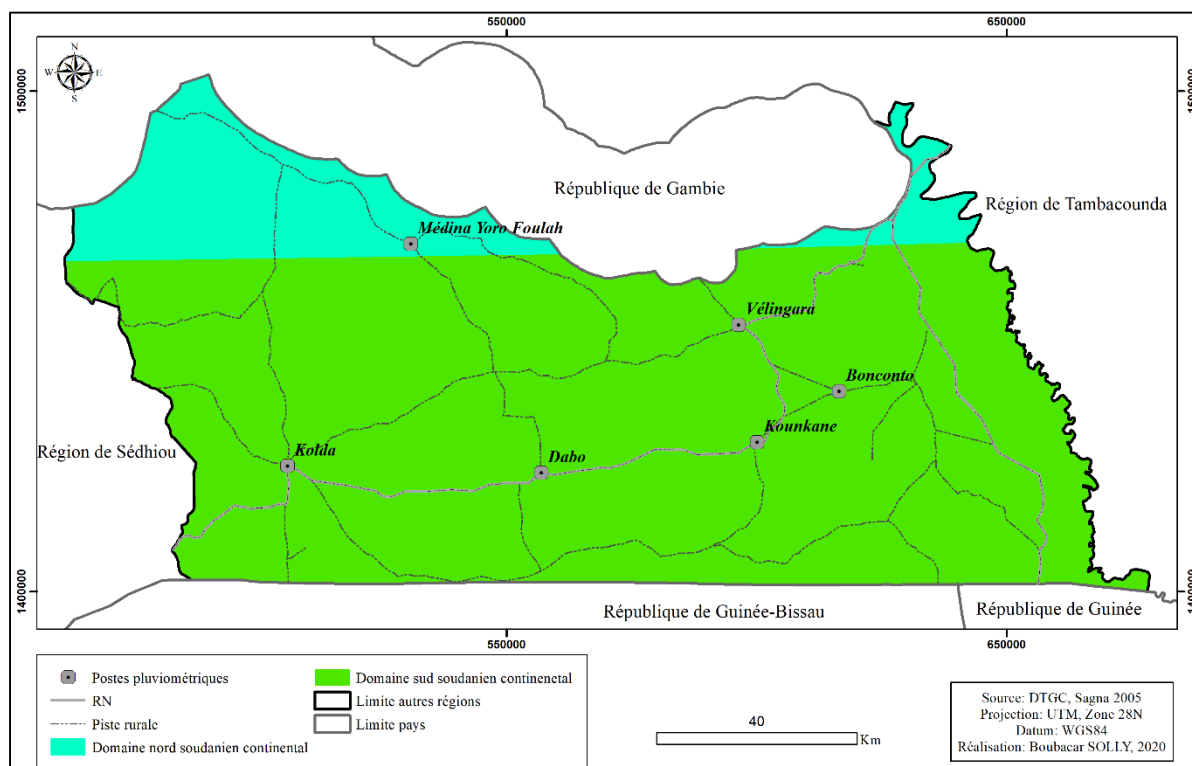 550000
650000
N
W E
S
1500000
1500000
République de Gambie
Région de Tambacounda
Médina Yoro Foulah
Vélingara
Bonconto
Kounkane
Région de Sédhiou
Kolda
Dabo
1400000
1400000
République de Guinée-Bissau
République de Guinée
550000
650000
Postes pluviométriques
RN
Piste rurale
Domaine nord soudanien continental
Domaine sud soudanien continenetal
Limite autres régions
Limite pays
40
Km
Source: DTGC, Sagna 2005
Projection: UTM, Zone 28N
Datum: WGS84
Réalisation: Boubacar SOLLY, 2020